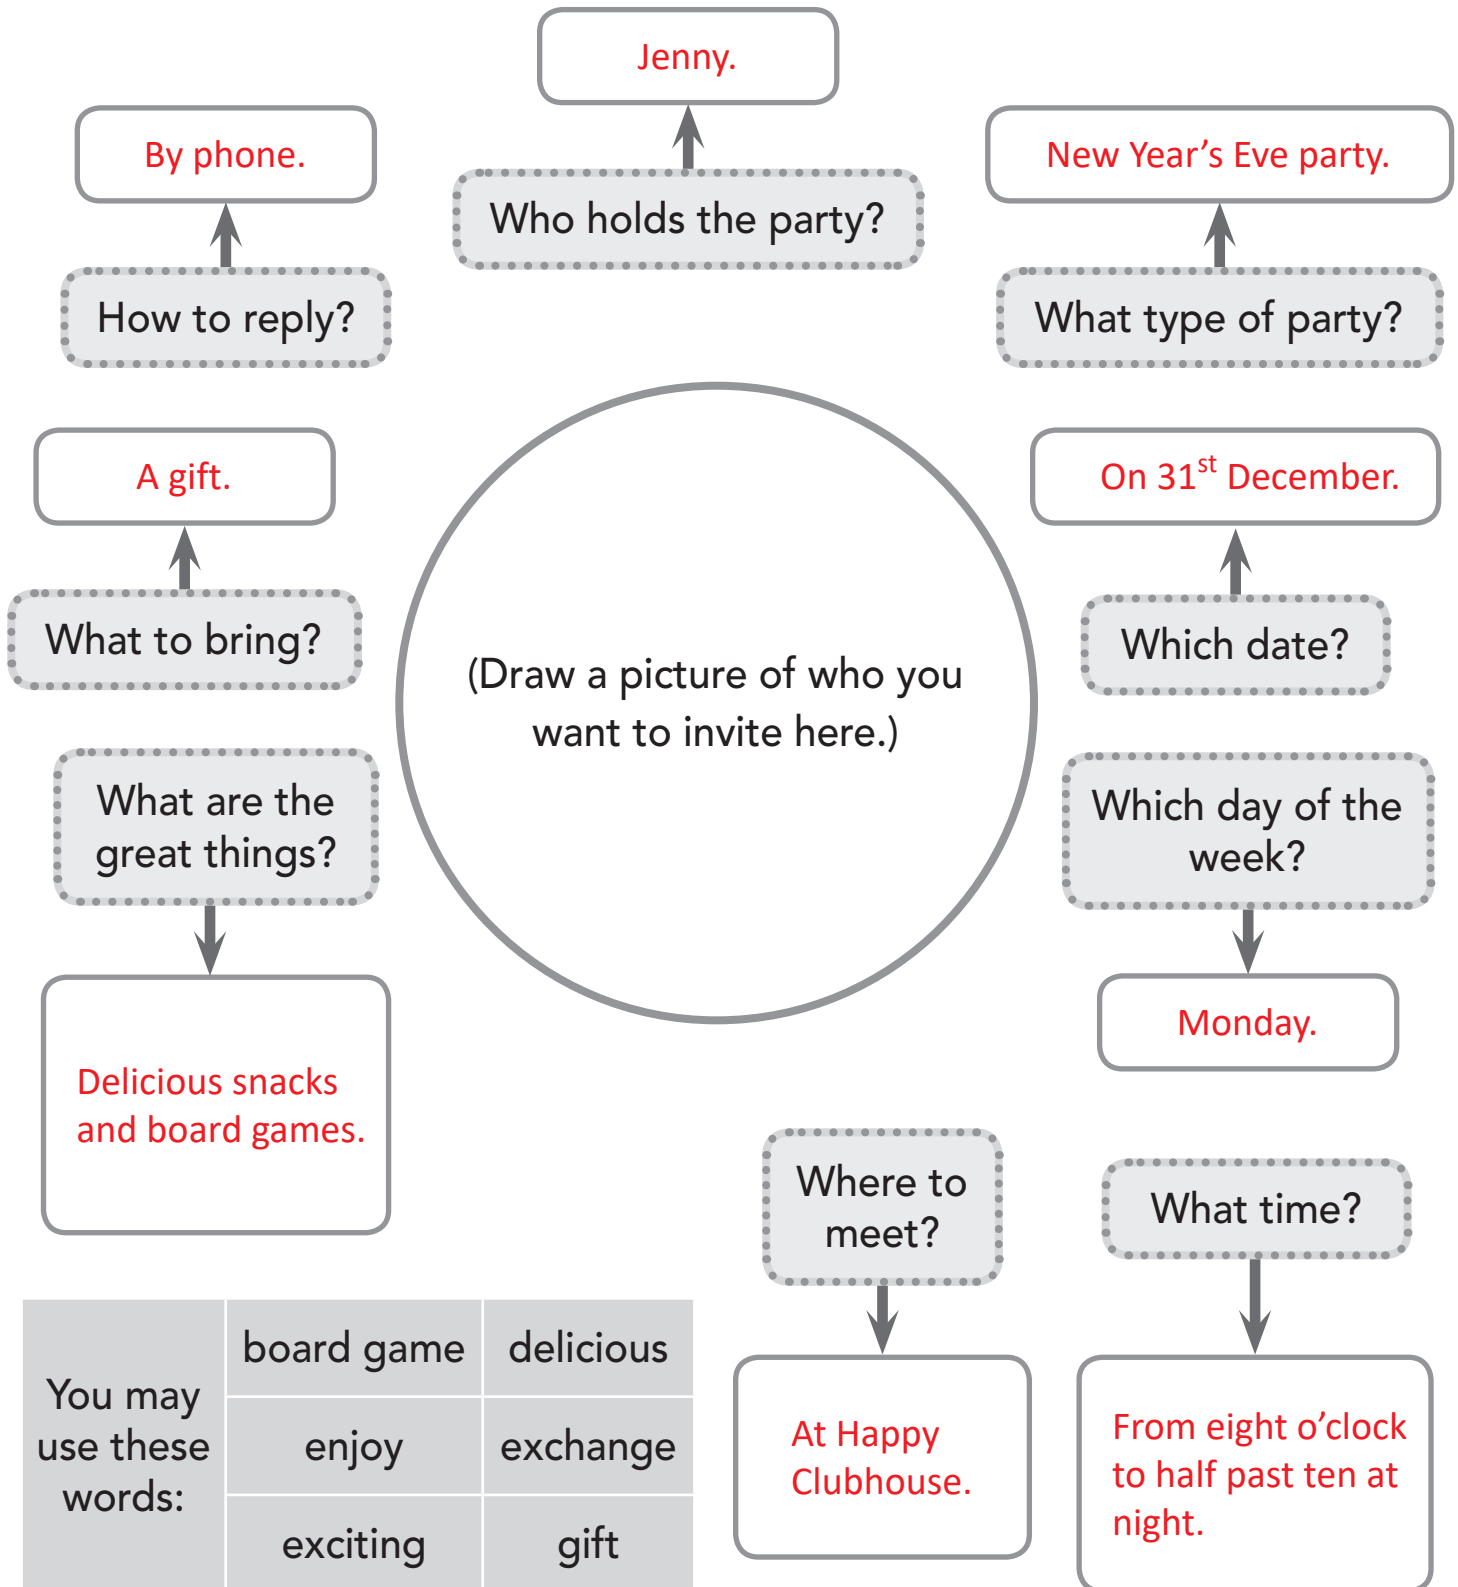 Jenny.
Who holds the party?
By phone.
How to reply?
New Year’s Eve party.
What type of party?
A gift.
What to bring?
On 31st December.
Which date?
(Draw a picture of who you
want to invite here.)
What are the
great things?
Delicious snacks
and board games.
Which day of the
week?
Monday.
Where to
meet?
At Happy
Clubhouse.
What time?
From eight o’clock
to half past ten at
night.
You may
use these
words:
board game
delicious
enjoy
exchange
exciting
gift